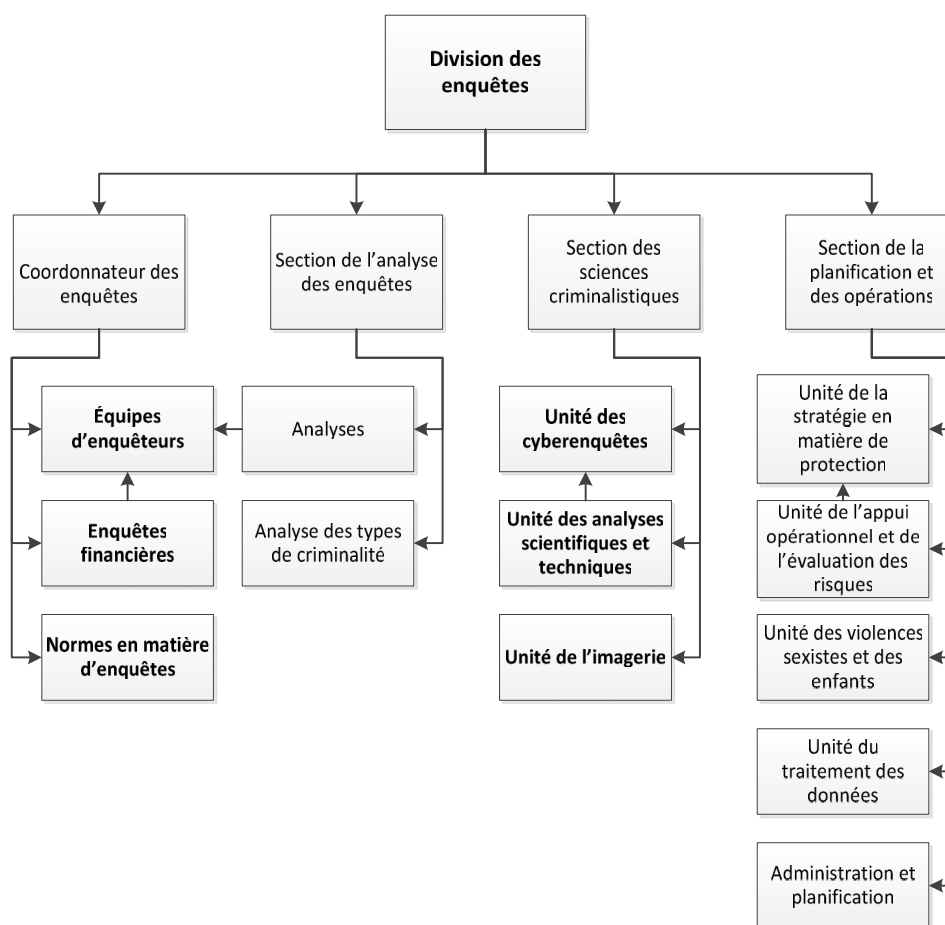 Division des
enquêtes
Coordonnateur des
enquêtes
Section de l'analyse
des enquêtes
Section des
sciences
criminalistiques
Section de la
planification et
des opérations
Équipes
d'enquêteurs
Analyses
Unité des
cyberenquêtes
Unité de la
stratégie en
matière de
protection
Enquêtes
financières
Analyse des types
de criminalité
Unité des analyses
scientifiques et
techniques
Unité de l'appui
opérationnel et de
l'évaluation des
risques
Normes en matière
d'enquêtes
Unité de l'imagerie
Unité des violences
sexistes et des
enfants
Unité du
traitement des
données
Administration et
planification